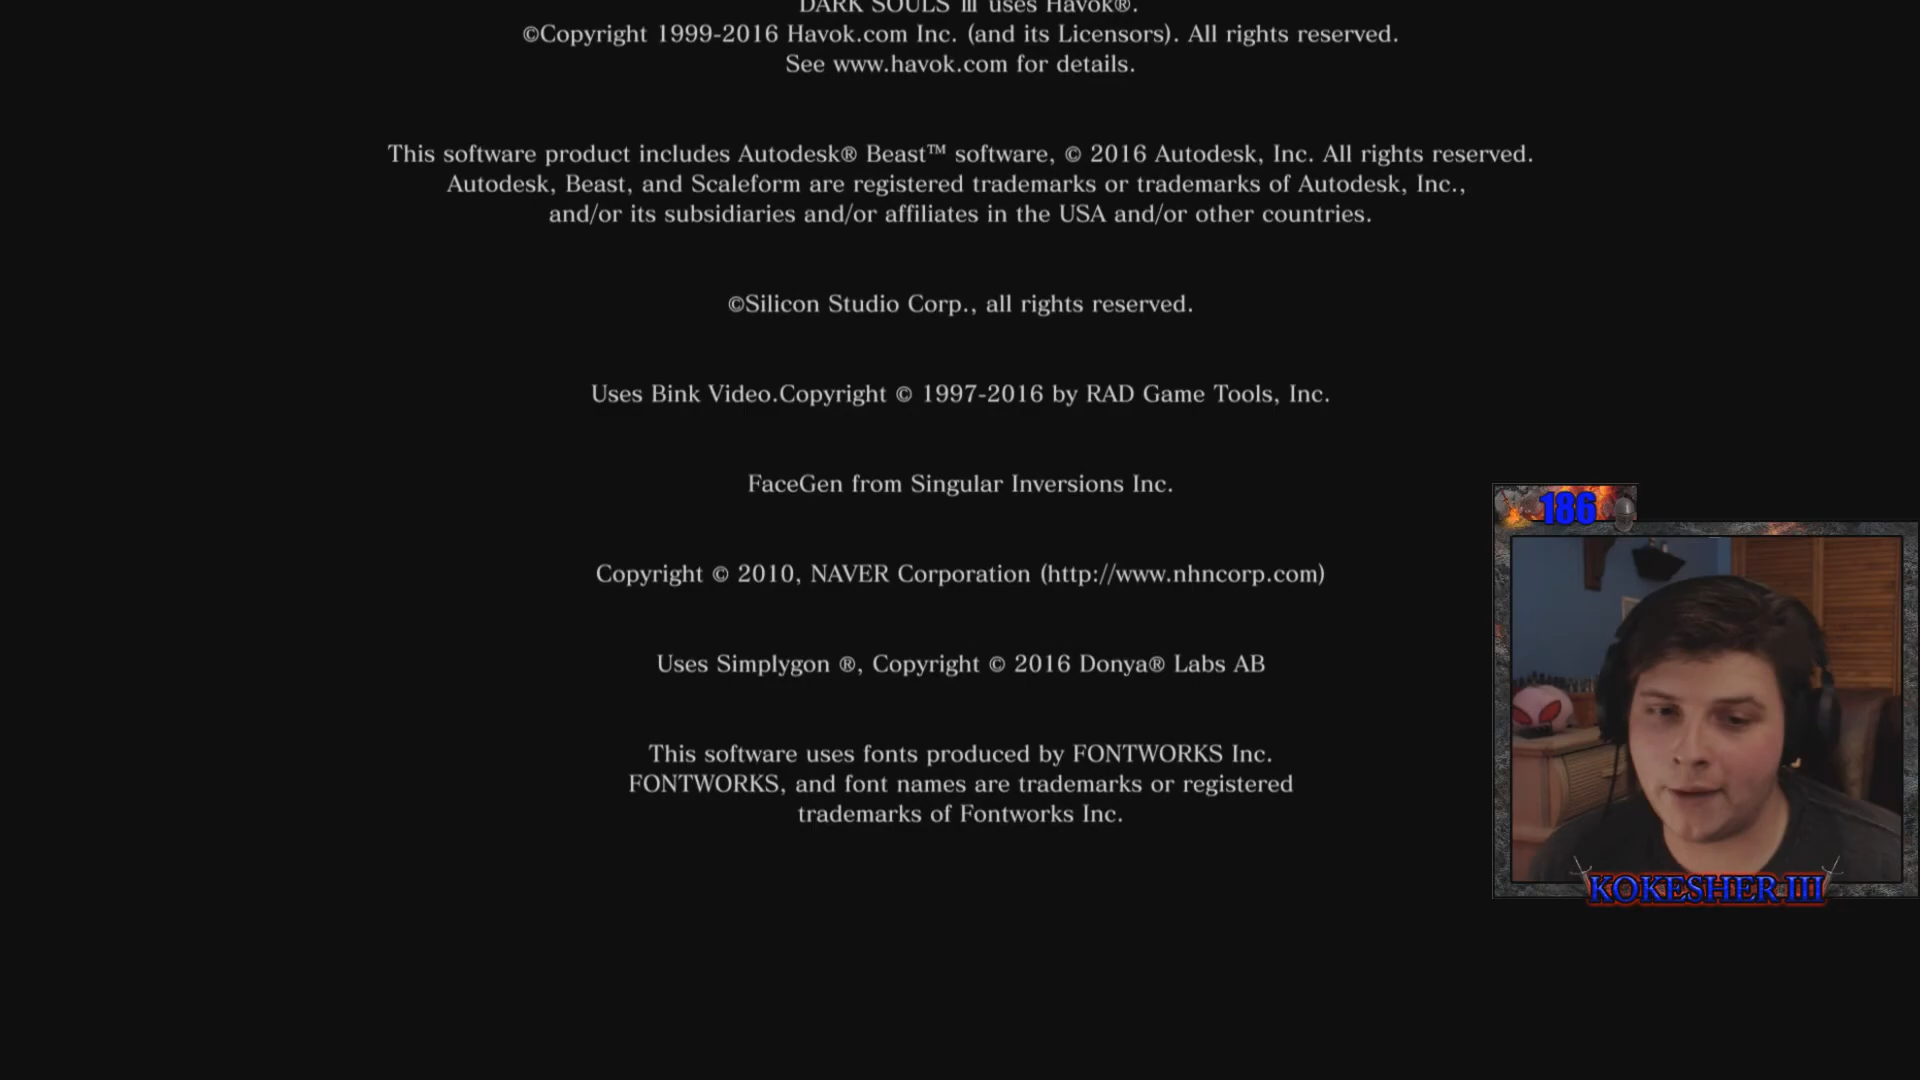 DARK SOULS Ⅲ uses Havok®.
©Copyright 1999-2016 Havok.com Inc. (and its Licensors). All rights reserved.
See www.havok.com for details.
This software product includes Autodesk® Beast™ software, © 2016 Autodesk, Inc. All rights reserved.
Autodesk, Beast, and Scaleform are registered trademarks or trademarks of Autodesk, Inc.,
and/or its subsidiaries and/or affiliates in the USA and/or other countries.
©Silicon Studio Corp., all rights reserved.
Uses Bink Video.Copyright © 1997-2016 by RAD Game Tools, Inc.
FaceGen from Singular Inversions Inc.
Copyright © 2010, NAVER Corporation (http://www.nhncorp.com)
Uses Simplygon ®, Copyright © 2016 Donya® Labs AB
This software uses fonts produced by FONTWORKS Inc.
FONTWORKS, and font names are trademarks or registered
trademarks of Fontworks Inc.
186
KOKESHER III